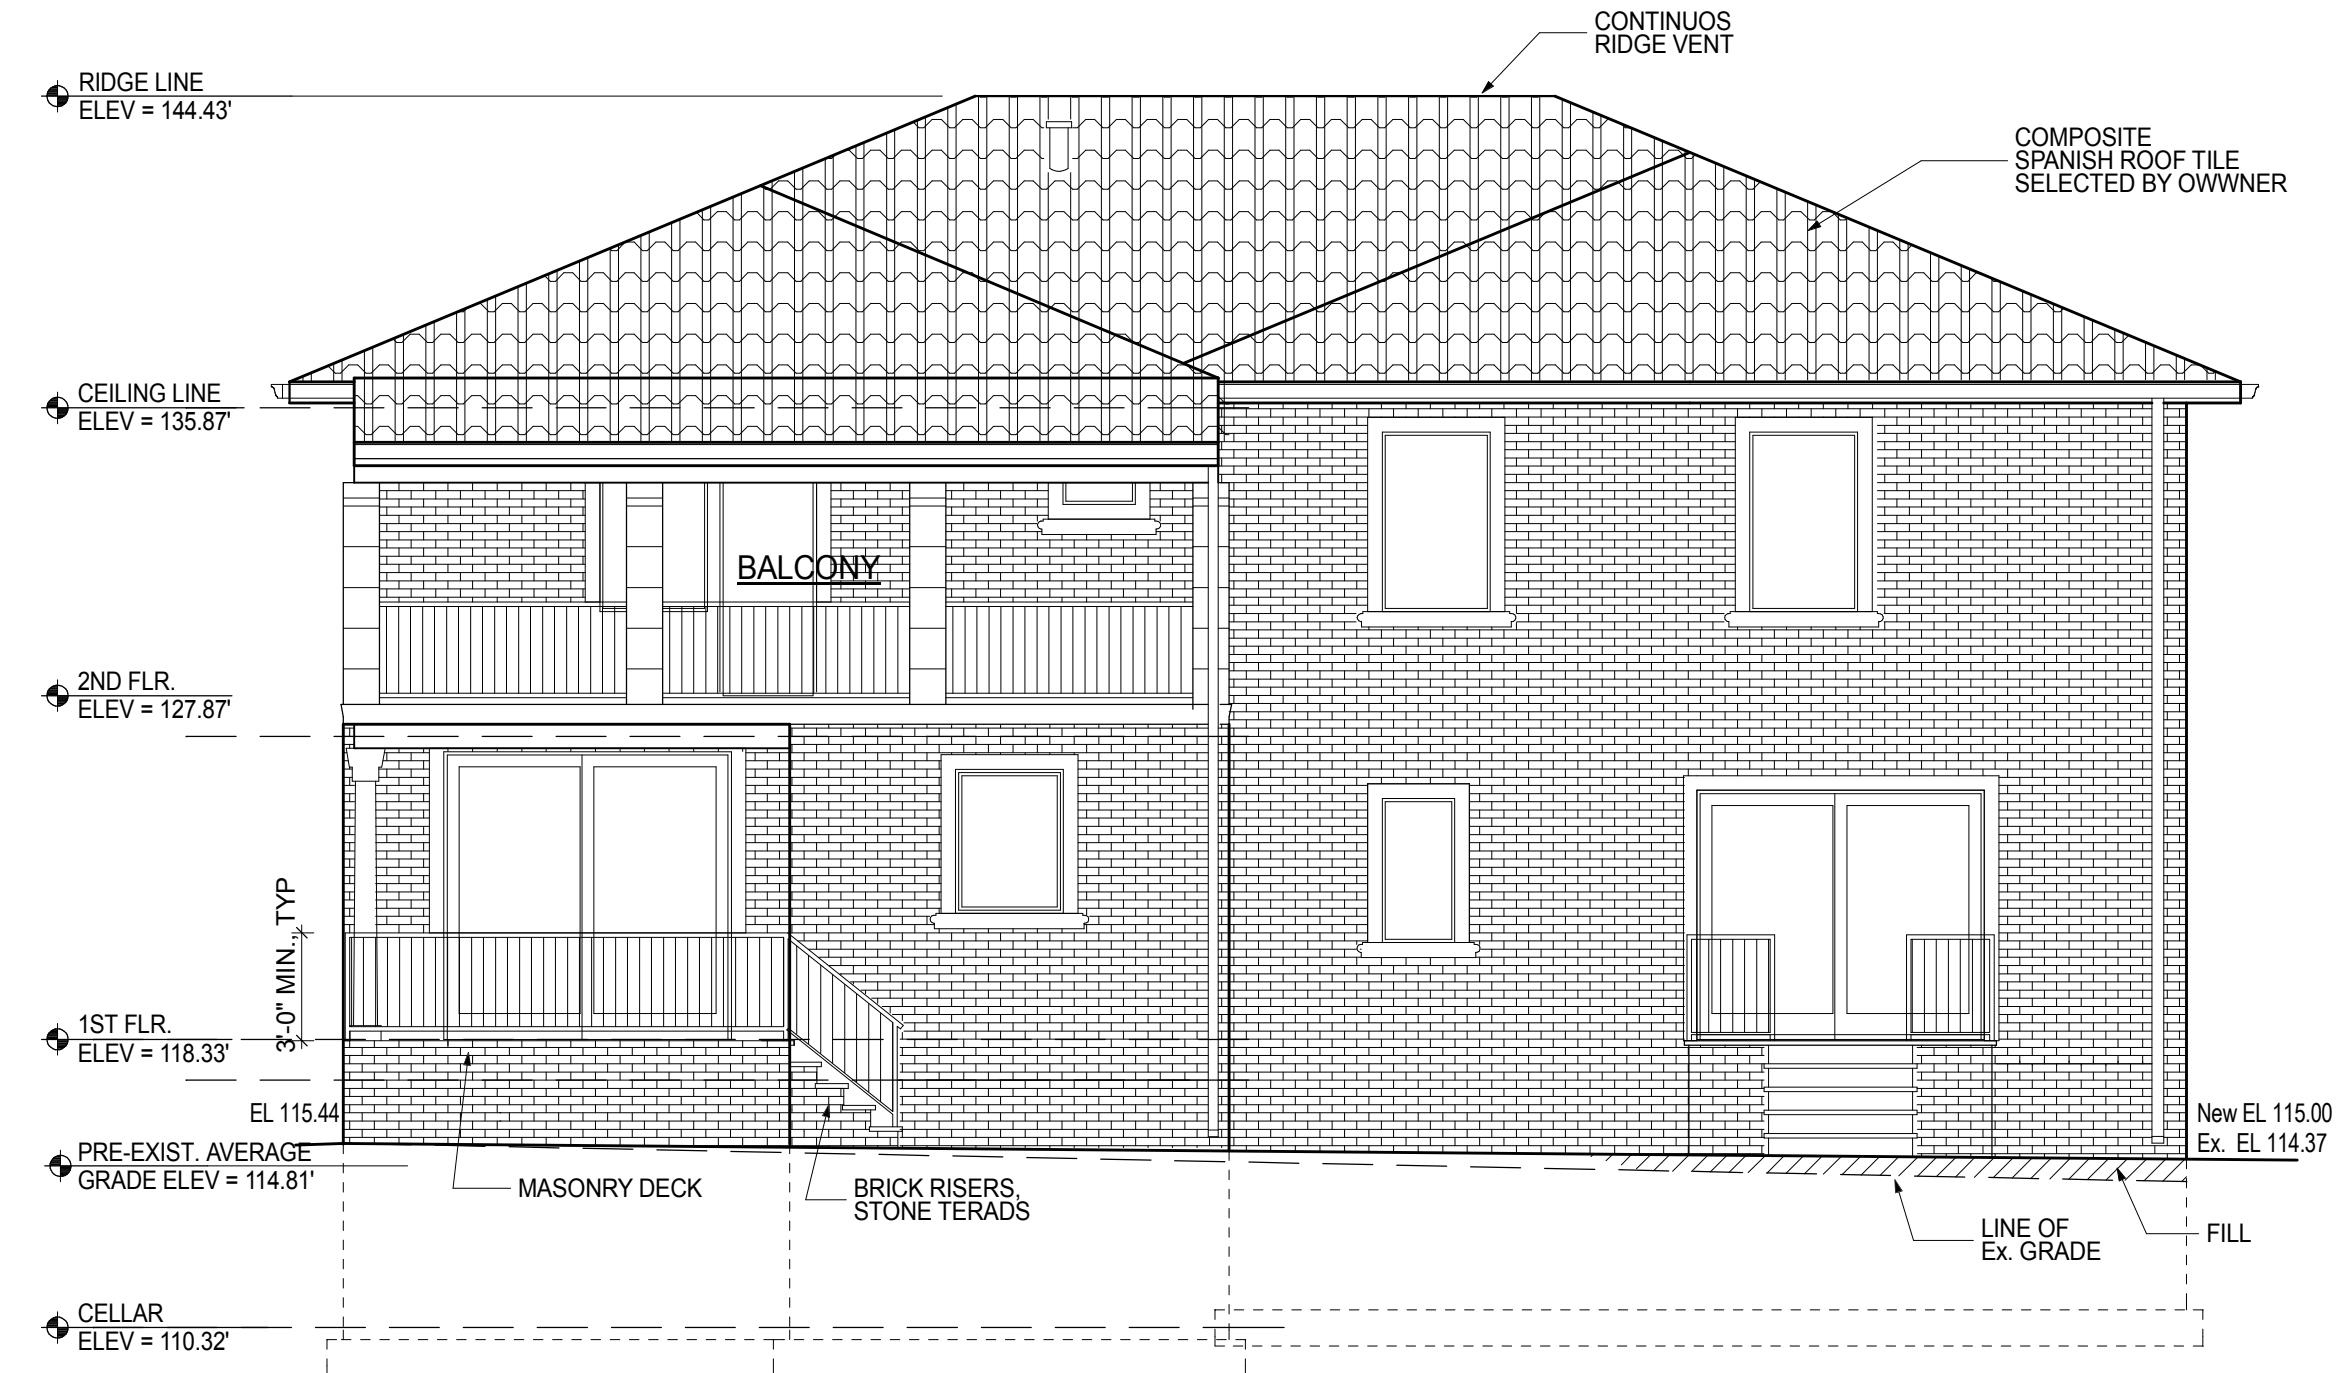 CONTINUOS
RIDGE VENT
RIDGE LINE
ELEV = 144.43'
COMPOSITE
SPANISH ROOF TILE
SELECTED BY OWWNER
CEILING LINE
ELEV = 135.87'
BALCONY
2ND FLR.
ELEV = 127.87'
3'-0" MIN., TYP
1ST FLR.
ELEV = 118.33'
EL 115.44
New EL 115.00
Ex. EL 114.37
PRE-EXIST. AVERAGE
GRADE ELEV = 114.81'
MASONRY DECK
BRICK RISERS,
STONE TERADS
LINE OF
Ex. GRADE
FILL
CELLAR
ELEV = 110.32'